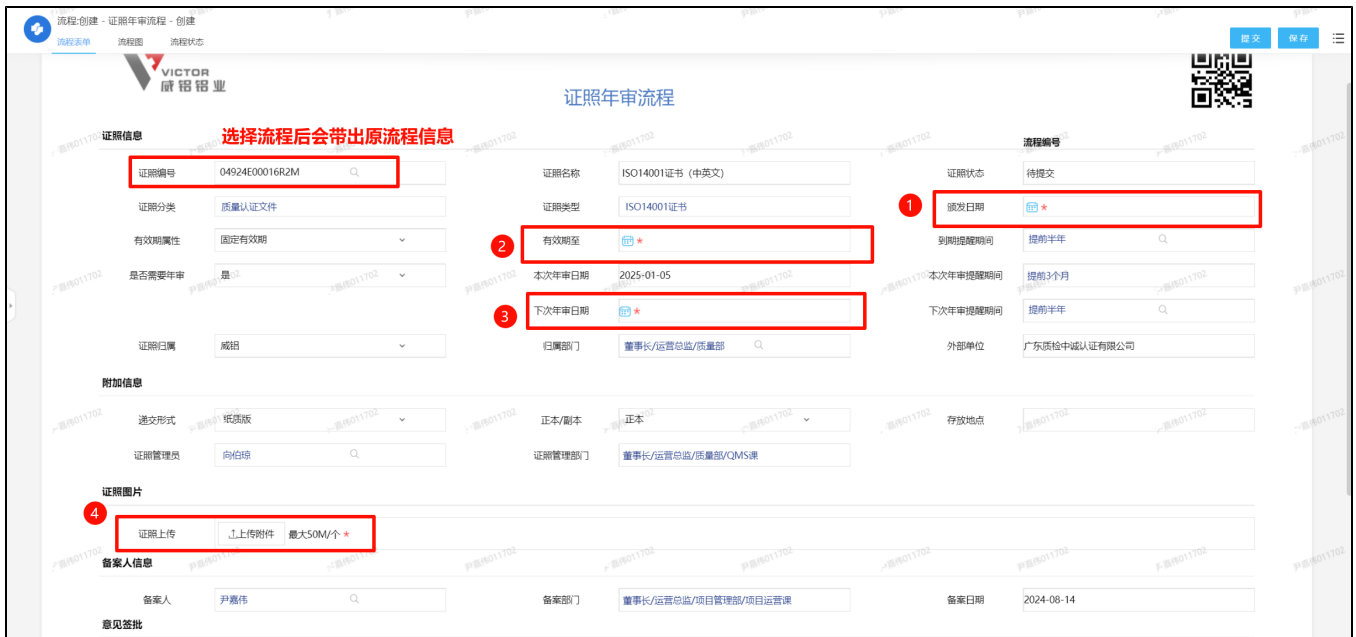 流程:创建 - 证照年审流程 - 创建
流程表单 流程图 流程状态
提交 保存
VICTOR
威铝铝业
证照年审流程
证照信息 选择流程后会带出原流程信息 流程编号
证照编号 04924E00016R2M 证照名称 ISO14001证书 (中英文) 证照状态 待提交
证照分类 质量认证文件 证照类型 ISO14001证书 1 颁发日期 *
有效期属性 固定有效期 2 有效期至 * 到期提醒期间 提前半年
是否需要年审 是 本次年审日期 2025-01-05 本次年审提醒期间 提前3个月
3 下次年审日期 * 下次年审提醒期间 提前半年
证照归属 威铝 归属部门 董事长/运营总监/质量部 外部单位 广东质检中诚认证有限公司
附加信息
递交形式 纸质版 正本/副本 正本 存放地点
证照管理员 向伯琼 证照管理部门 董事长/运营总监/质量部/QMS课
证照图片
4
证照上传 上传附件 最大50M/个 *
备案人信息
备案人 尹嘉伟 备案部门 董事长/运营总监/项目管理部/项目运营课 备案日期 2024-08-14
意见签批